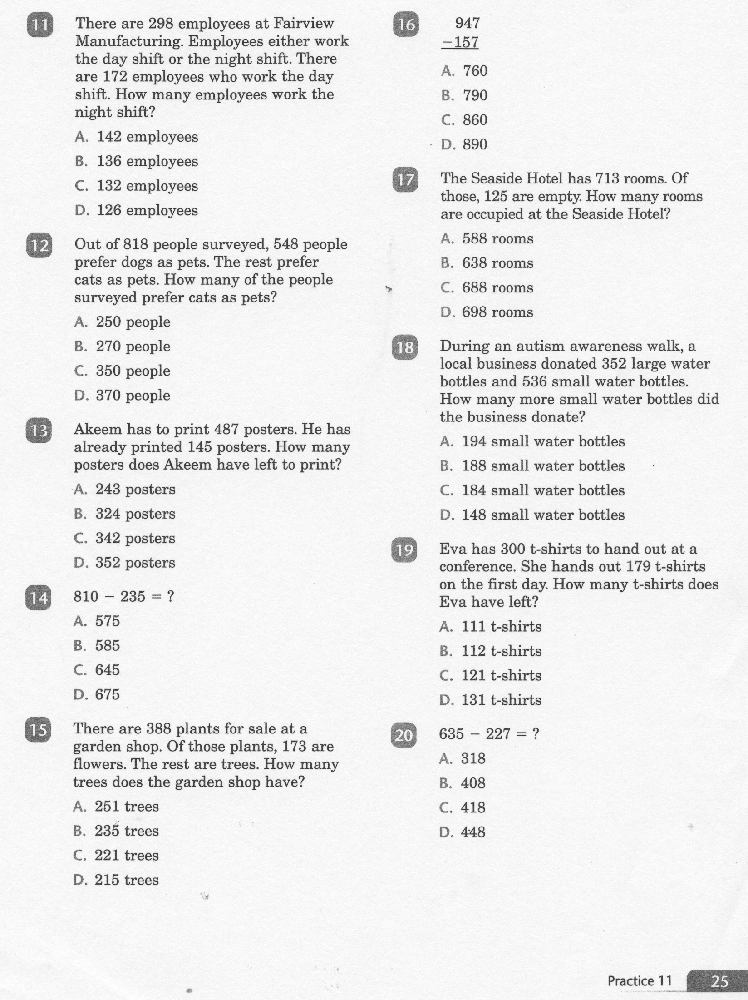 11 There are 298 employees at Fairview
Manufacturing. Employees either work
the day shift or the night shift. There
are 172 employees who work the day
shift. How many employees work the
night shift?
A. 142 employees
B. 136 employees
C. 132 employees
D. 126 employees
12 Out of 818 people surveyed, 548 people
prefer dogs as pets. The rest prefer
cats as pets. How many of the people
surveyed prefer cats as pets?
A. 250 people
B. 270 people
C. 350 people
D. 370 people
13 Akeem has to print 487 posters. He has
already printed 145 posters. How many
posters does Akeem have left to print?
A. 243 posters
B. 324 posters
C. 342 posters
D. 352 posters
14 810 − 235 = ?
A. 575
B. 585
C. 645
D. 675
15 There are 388 plants for sale at a
garden shop. Of those plants, 173 are
flowers. The rest are trees. How many
trees does the garden shop have?
A. 251 trees
B. 235 trees
C. 221 trees
D. 215 trees
16 947
−157
A. 760
B. 790
C. 860
D. 890
17 The Seaside Hotel has 713 rooms. Of
those, 125 are empty. How many rooms
are occupied at the Seaside Hotel?
A. 588 rooms
B. 638 rooms
C. 688 rooms
D. 698 rooms
18 During an autism awareness walk, a
local business donated 352 large water
bottles and 536 small water bottles.
How many more small water bottles did
the business donate?
A. 194 small water bottles
B. 188 small water bottles
C. 184 small water bottles
D. 148 small water bottles
19 Eva has 300 t-shirts to hand out at a
conference. She hands out 179 t-shirts
on the first day. How many t-shirts does
Eva have left?
A. 111 t-shirts
B. 112 t-shirts
C. 121 t-shirts
D. 131 t-shirts
20 635 − 227 = ?
A. 318
B. 408
C. 418
D. 448
Practice 11 25